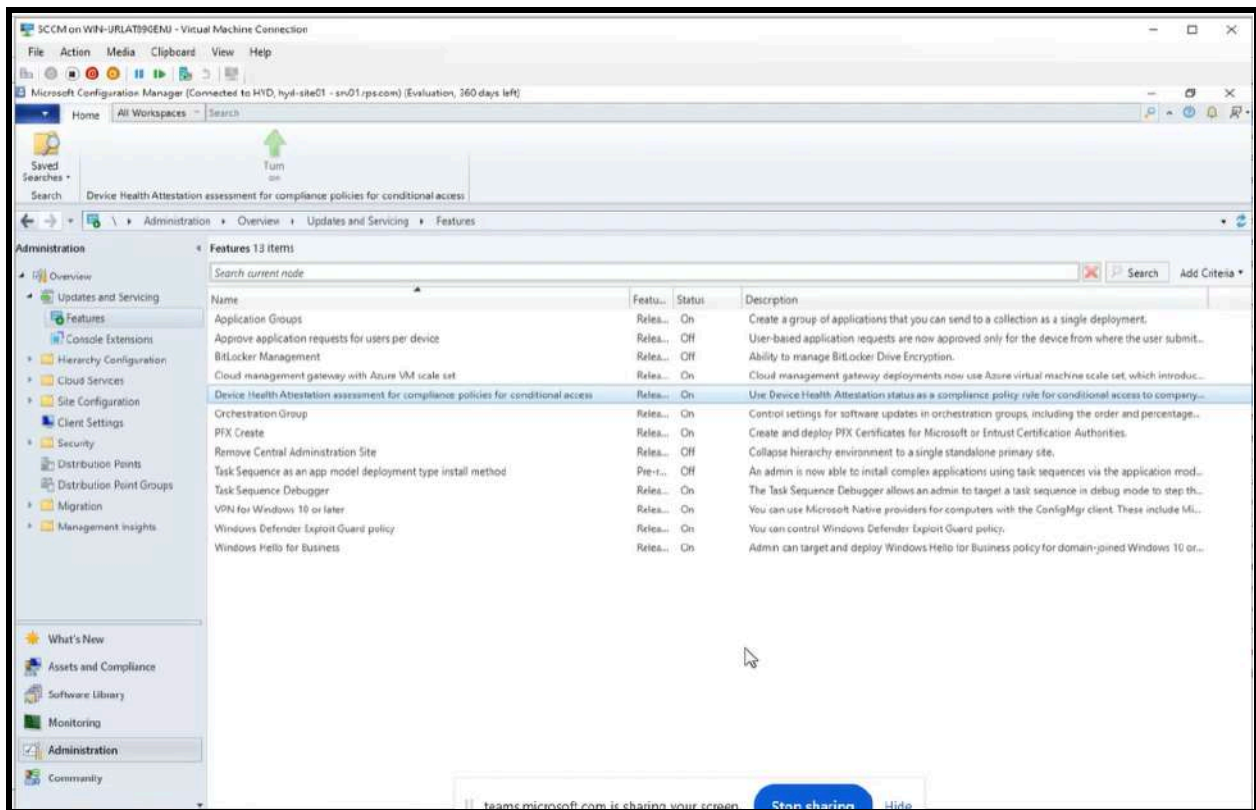 SCCM on WIN-URLAT890EMJ - Virtual Machine Connection
File Action Media Clipboard View Help
Microsoft Configuration Manager (Connected to HYD, hyd-site01 - srv01.rps.com) (Evaluation, 360 days left)
Home All Workspaces Search
Saved Searches
Turn on
Search Device Health Attestation assessment for compliance policies for conditional access
\ Administration Overview Updates and Servicing Features
Administration
Overview
Updates and Servicing
Features
Console Extensions
Hierarchy Configuration
Cloud Services
Site Configuration
Client Settings
Security
Distribution Points
Distribution Point Groups
Migration
Management Insights
What's New
Assets and Compliance
Software Library
Monitoring
Administration
Community
Features 13 items
Search current node Search Add Criteria
Name Featu... Status Description
Application Groups Relea... On Create a group of applications that you can send to a collection as a single deployment.
Approve application requests for users per device Relea... Off User-based application requests are now approved only for the device from where the user submit...
BitLocker Management Relea... Off Ability to manage BitLocker Drive Encryption.
Cloud management gateway with Azure VM scale set Relea... On Cloud management gateway deployments now use Azure virtual machine scale set, which introduc...
Device Health Attestation assessment for compliance policies for conditional access Relea... On Use Device Health Attestation status as a compliance policy rule for conditional access to company...
Orchestration Group Relea... On Control settings for software updates in orchestration groups, including the order and percentage...
PFX Create Relea... On Create and deploy PFX Certificates for Microsoft or Entrust Certification Authorities.
Remove Central Administration Site Relea... Off Collapse hierarchy environment to a single standalone primary site.
Task Sequence as an app model deployment type install method Pre-r... Off An admin is now able to install complex applications using task sequences via the application mod...
Task Sequence Debugger Relea... On The Task Sequence Debugger allows an admin to target a task sequence in debug mode to step th...
VPN for Windows 10 or later Relea... On You can use Microsoft Native providers for computers with the ConfigMgr client. These include Mi...
Windows Defender Exploit Guard policy Relea... On You can control Windows Defender Exploit Guard policy.
Windows Hello for Business Relea... On Admin can target and deploy Windows Hello for Business policy for domain-joined Windows 10 or...
teams.microsoft.com is sharing your screen Stop sharing Hide